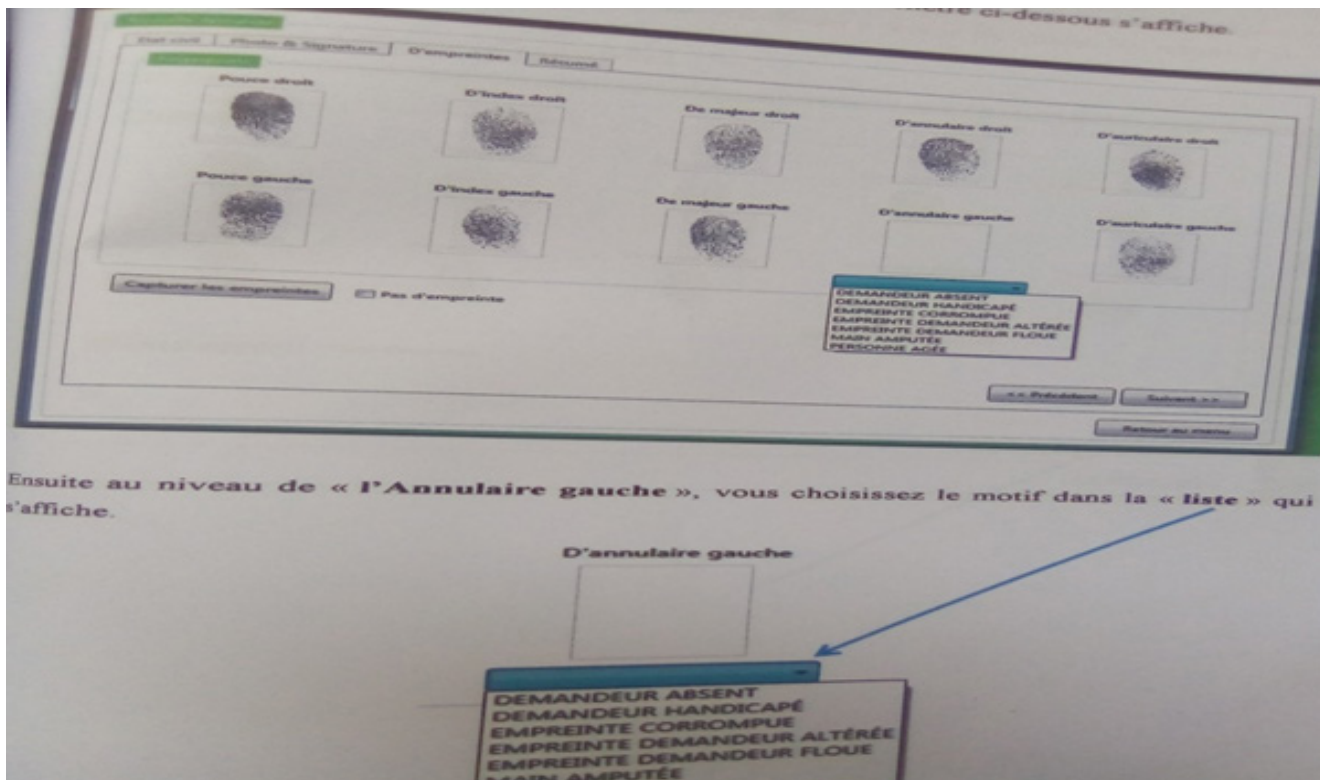 ci-dessous s'affiche.
Etat civil Photo & Signature D'empreintes Résumé
Pouce droit D'index droit De majeur droit D'annulaire droit D'auriculaire droit
Pouce gauche D'index gauche De majeur gauche D'annulaire gauche D'auriculaire gauche
Capturer les empreintes Pas d'empreinte
DEMANDEUR ABSENT
DEMANDEUR HANDICAPÉ
EMPREINTE CORROMPUE
EMPREINTE DEMANDEUR ALTÉRÉE
EMPREINTE DEMANDEUR FLOUE
MAIN AMPUTÉE
PERSONNE AGÉE
<< Précédent Suivant >>
Retour au menu
Ensuite au niveau de « l'Annulaire gauche », vous choisissez le motif dans la « liste » qui
s'affiche.
D'annulaire gauche
DEMANDEUR ABSENT
DEMANDEUR HANDICAPÉ
EMPREINTE CORROMPUE
EMPREINTE DEMANDEUR ALTÉRÉE
EMPREINTE DEMANDEUR FLOUE
MAIN AMPUTÉE